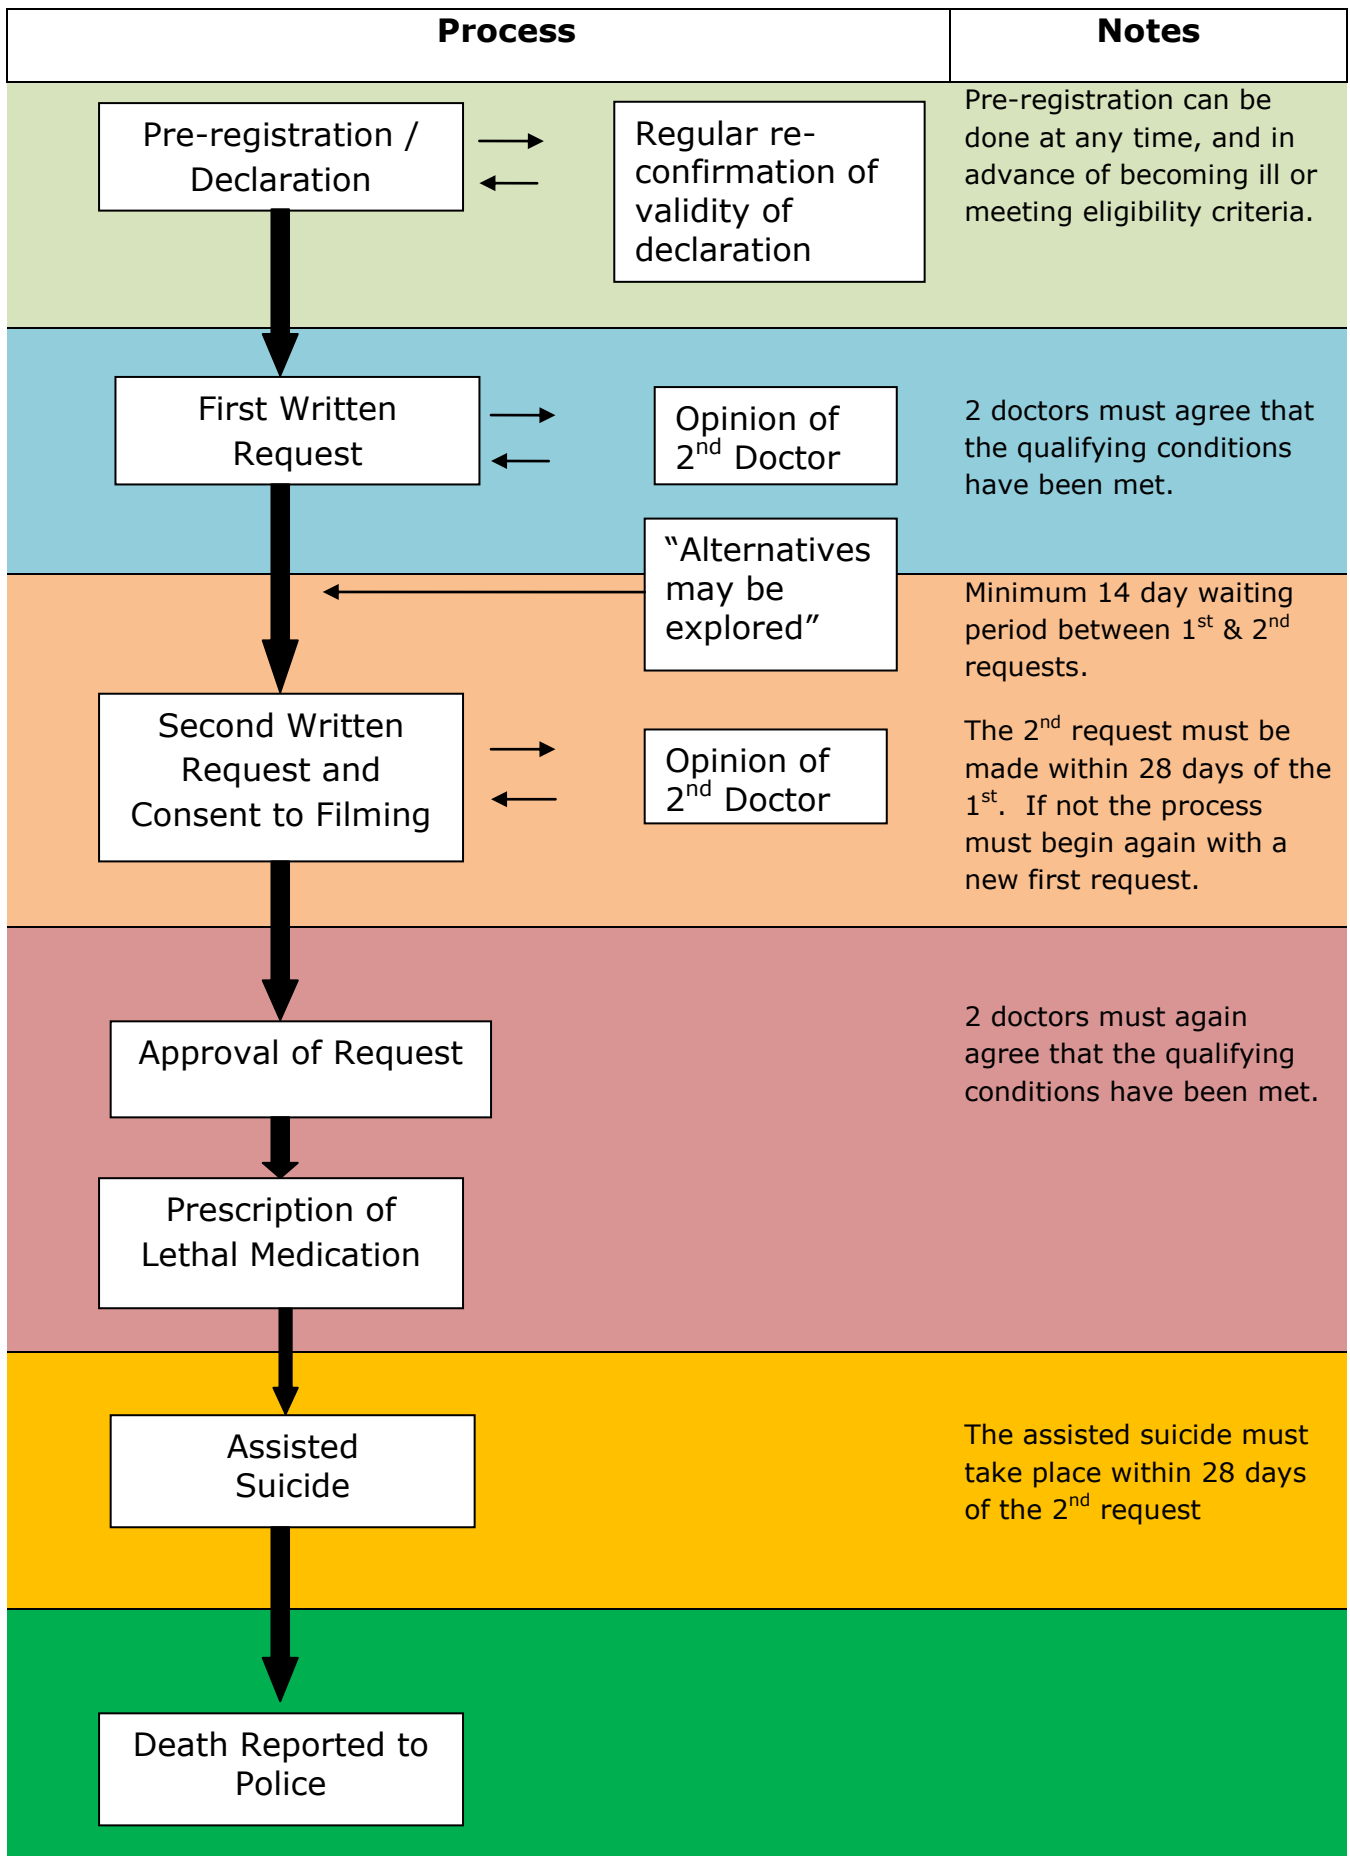 Process
Notes
Pre-registration /
Declaration
Regular re-
confirmation of
validity of
declaration
Pre-registration can be
done at any time, and in
advance of becoming ill or
meeting eligibility criteria.
First Written
Request
Opinion of
2nd Doctor
2 doctors must agree that
the qualifying conditions
have been met.
“Alternatives
may be
explored”
Minimum 14 day waiting
period between 1st & 2nd
requests.
Second Written
Request and
Consent to Filming
Opinion of
2nd Doctor
The 2nd request must be
made within 28 days of the
1st. If not the process
must begin again with a
new first request.
Approval of Request
2 doctors must again
agree that the qualifying
conditions have been met.
Prescription of
Lethal Medication
Assisted
Suicide
The assisted suicide must
take place within 28 days
of the 2nd request
Death Reported to
Police